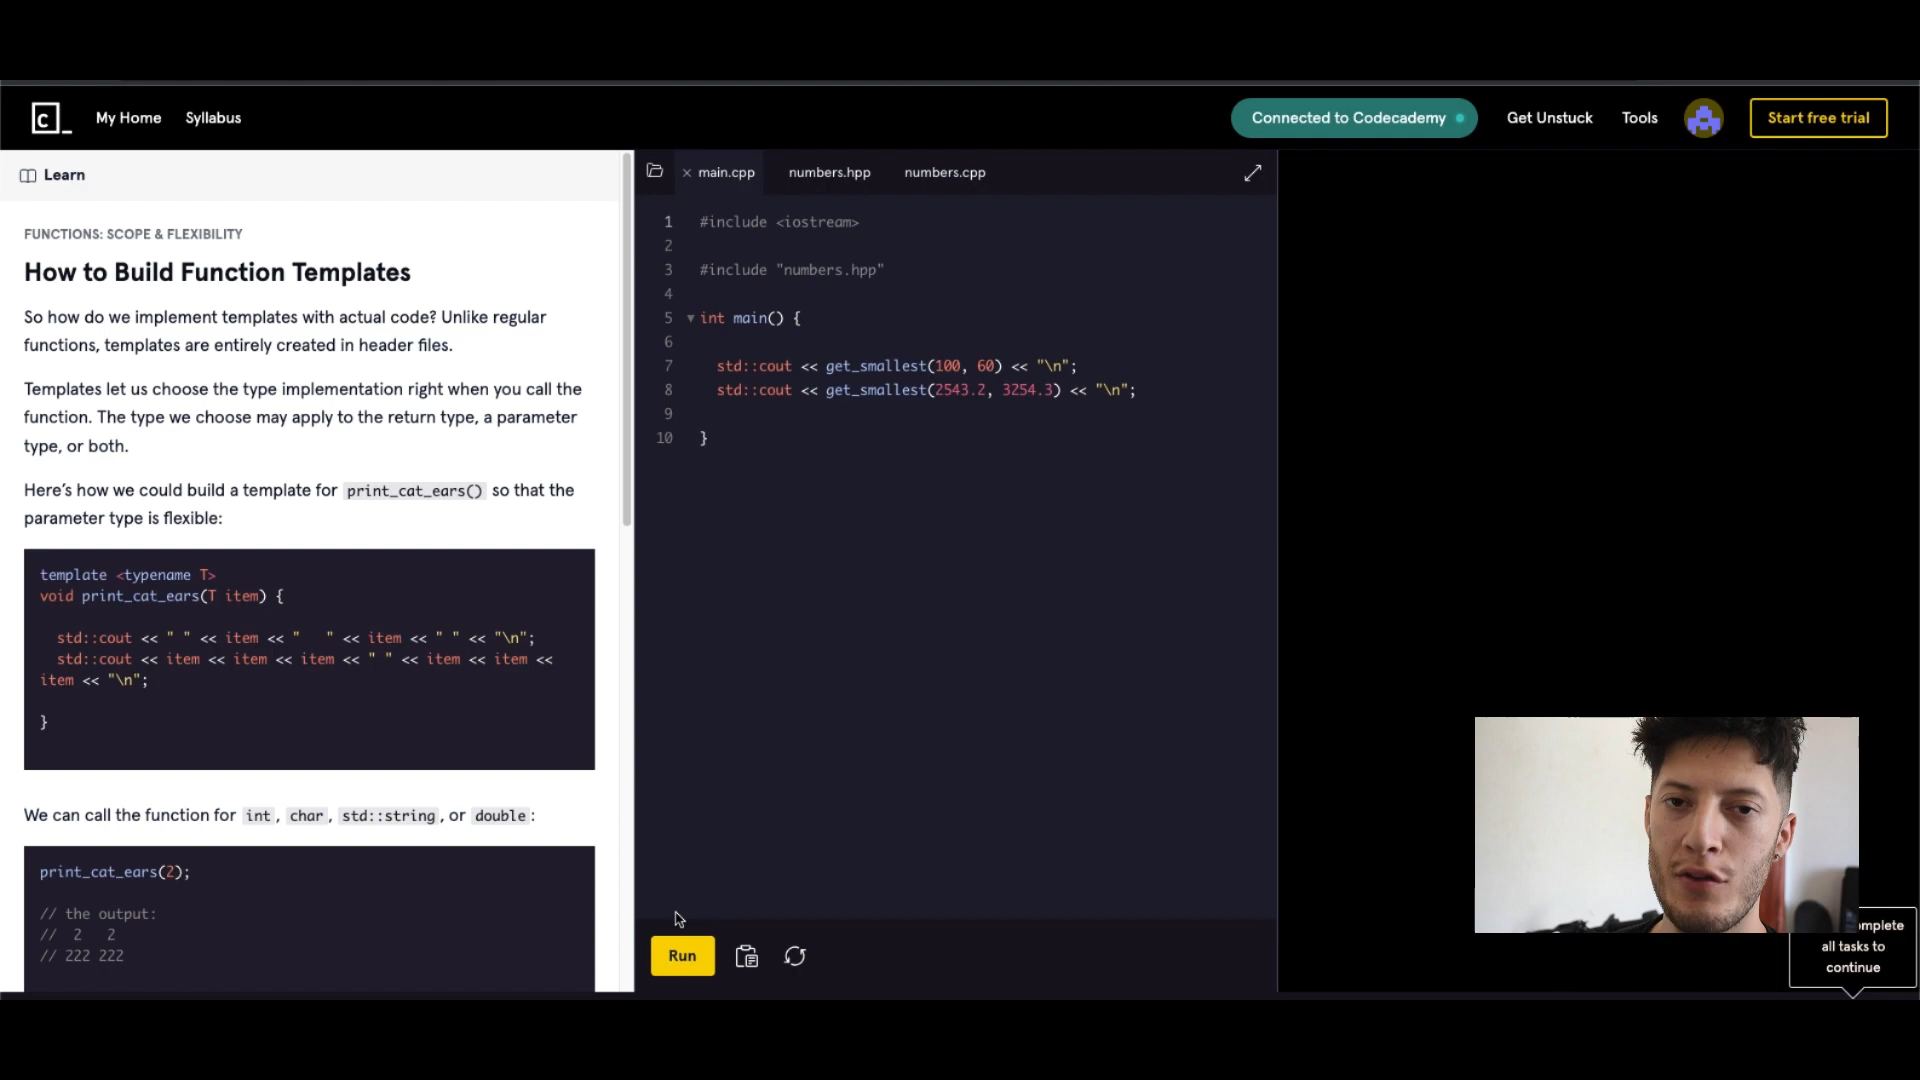 C_ My Home Syllabus Connected to Codecademy Get Unstuck Tools Start free trial
Learn
FUNCTIONS: SCOPE & FLEXIBILITY
How to Build Function Templates
So how do we implement templates with actual code? Unlike regular
functions, templates are entirely created in header files.
Templates let us choose the type implementation right when you call the
function. The type we choose may apply to the return type, a parameter
type, or both.
Here’s how we could build a template for print_cat_ears() so that the
parameter type is flexible:
template <typename T>
void print_cat_ears(T item) {
std::cout << " " << item << "   " << item << " " << "\n";
std::cout << item << item << item << " " << item << item <<
item << "\n";
}
We can call the function for int, char, std::string, or double:
print_cat_ears(2);
// the output:
//  2   2
// 222 222
main.cpp numbers.hpp numbers.cpp
1 #include <iostream>
2
3 #include "numbers.hpp"
4
5 int main() {
6
7 std::cout << get_smallest(100, 60) << "\n";
8 std::cout << get_smallest(2543.2, 3254.3) << "\n";
9
10 }
Run
all tasks to
continue